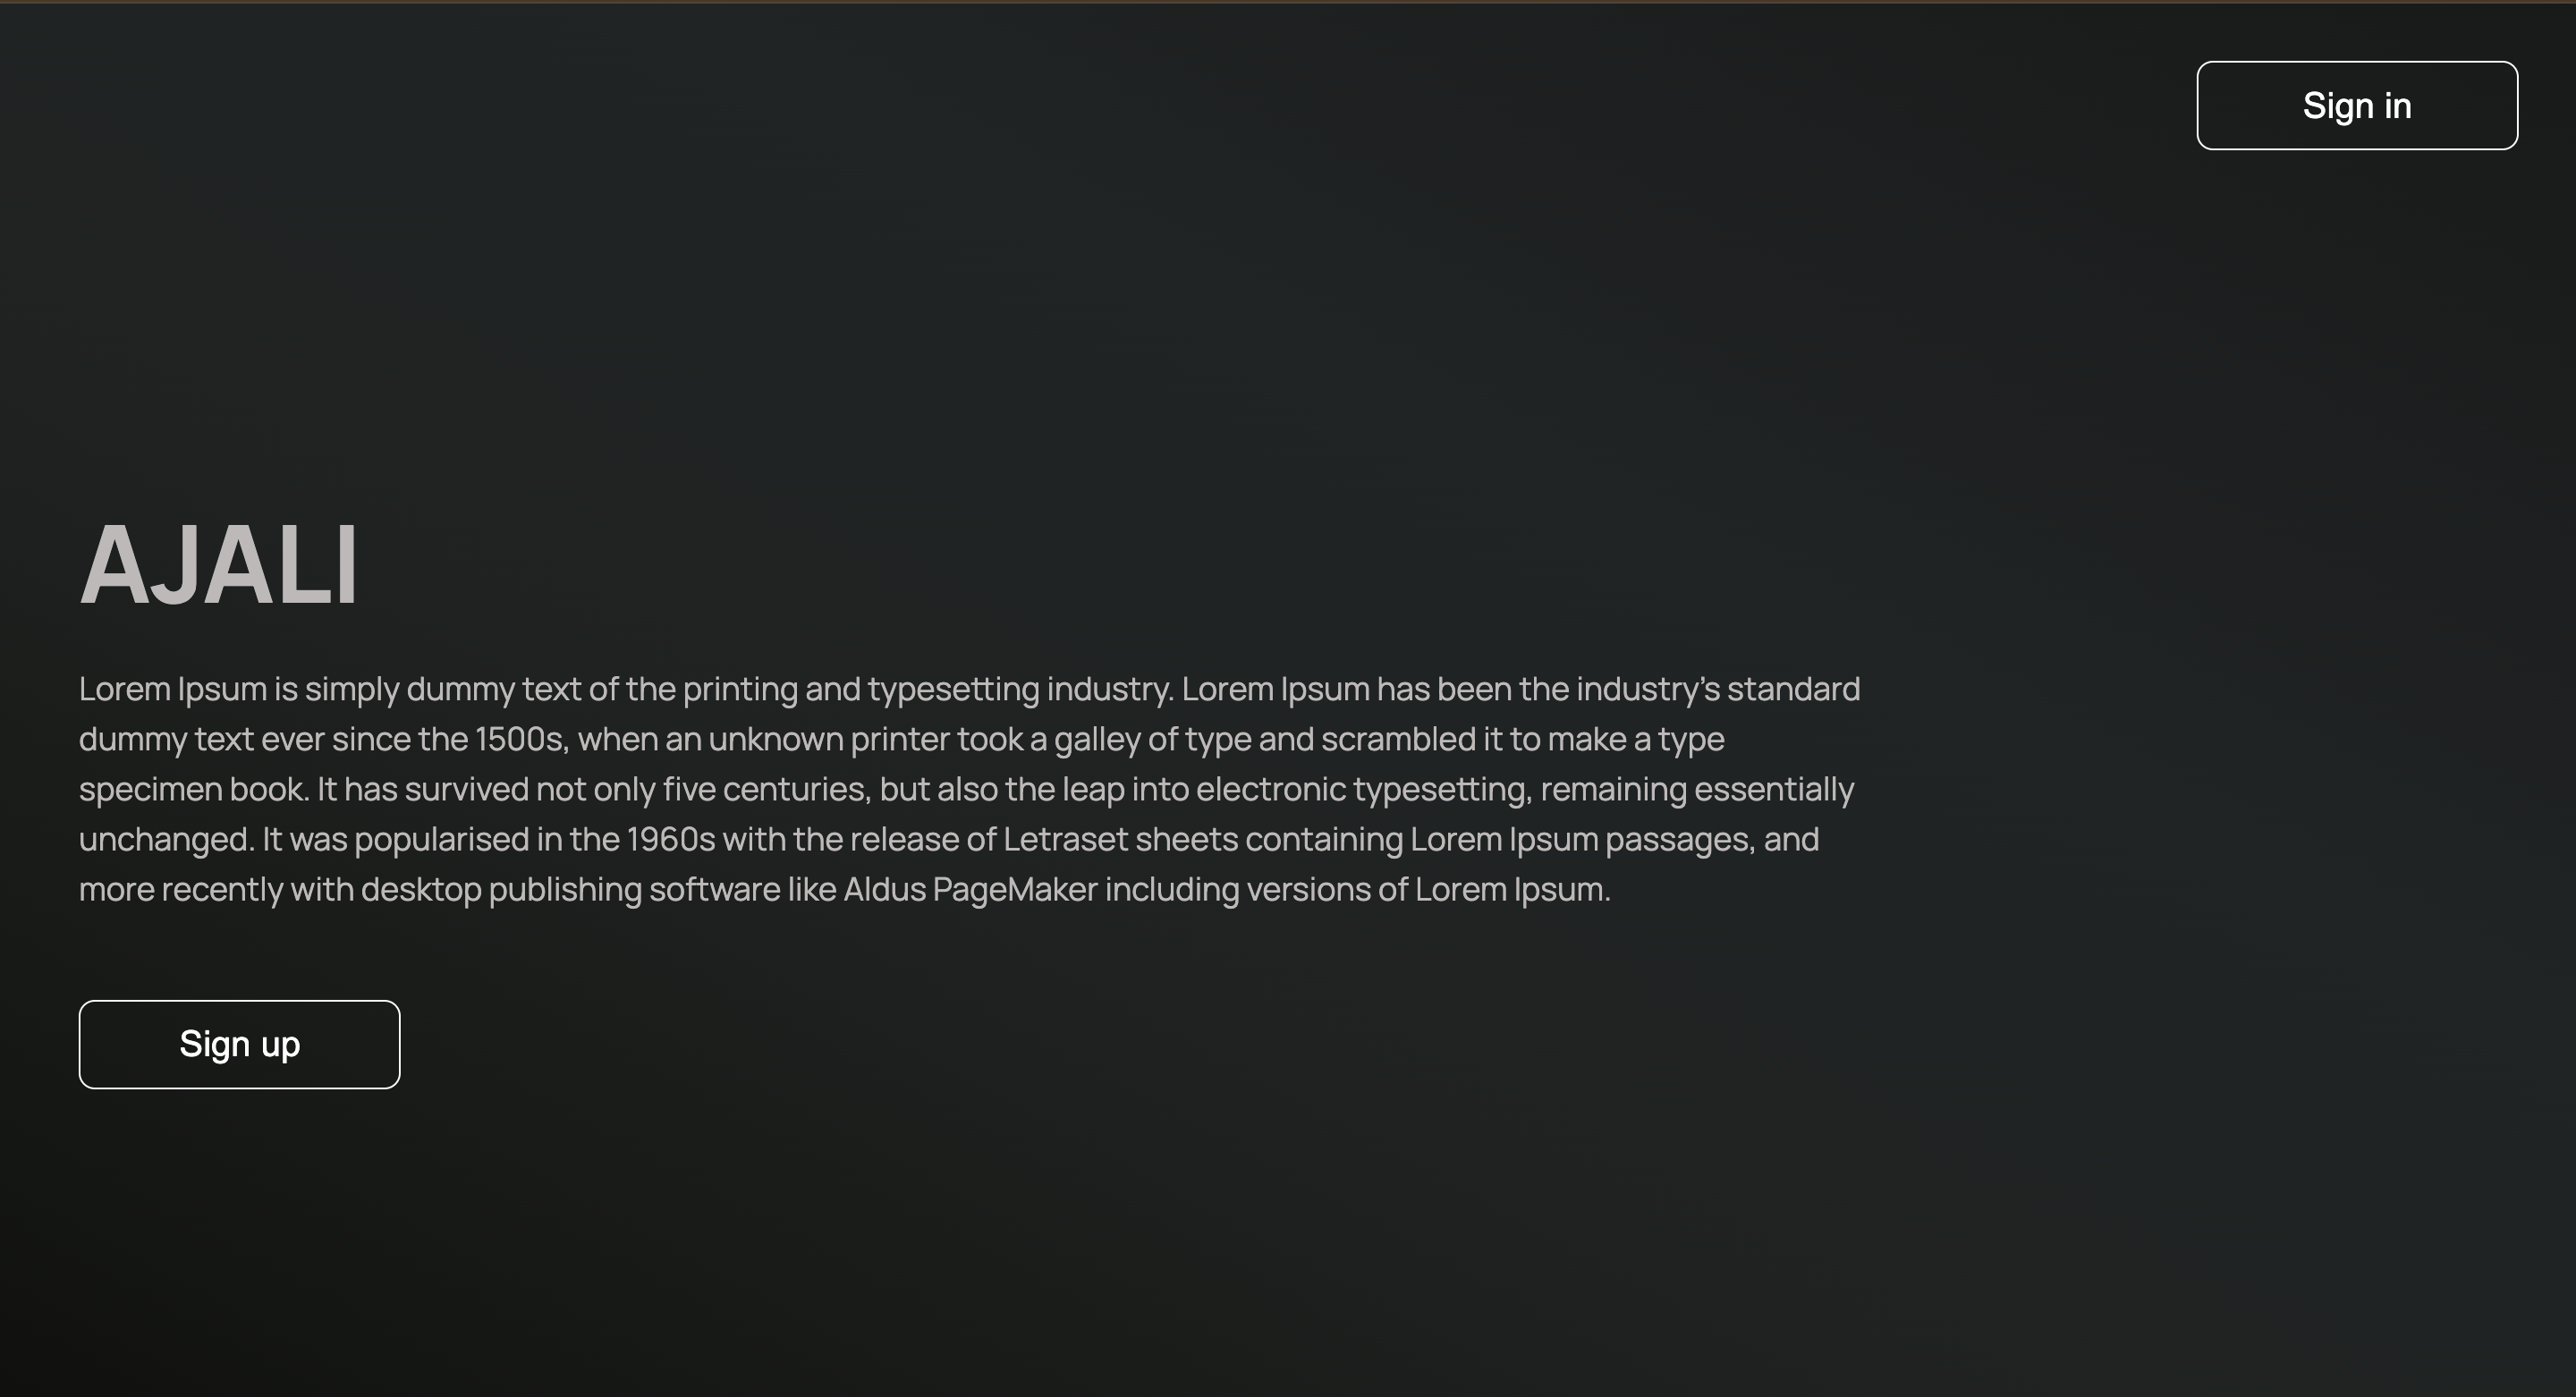 Sign in
AJALI
Lorem Ipsum is simply dummy text of the printing and typesetting industry. Lorem Ipsum has been the industry's standard
dummy text ever since the 1500s, when an unknown printer took a galley of type and scrambled it to make a type
specimen book. It has survived not only five centuries, but also the leap into electronic typesetting, remaining essentially
unchanged. It was popularised in the 1960s with the release of Letraset sheets containing Lorem Ipsum passages, and
more recently with desktop publishing software like Aldus PageMaker including versions of Lorem Ipsum.
Sign up